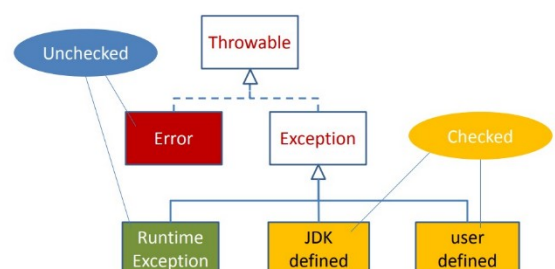 Throwable
Unchecked
Error
Exception
Checked
Runtime
Exception
JDK
defined
user
defined